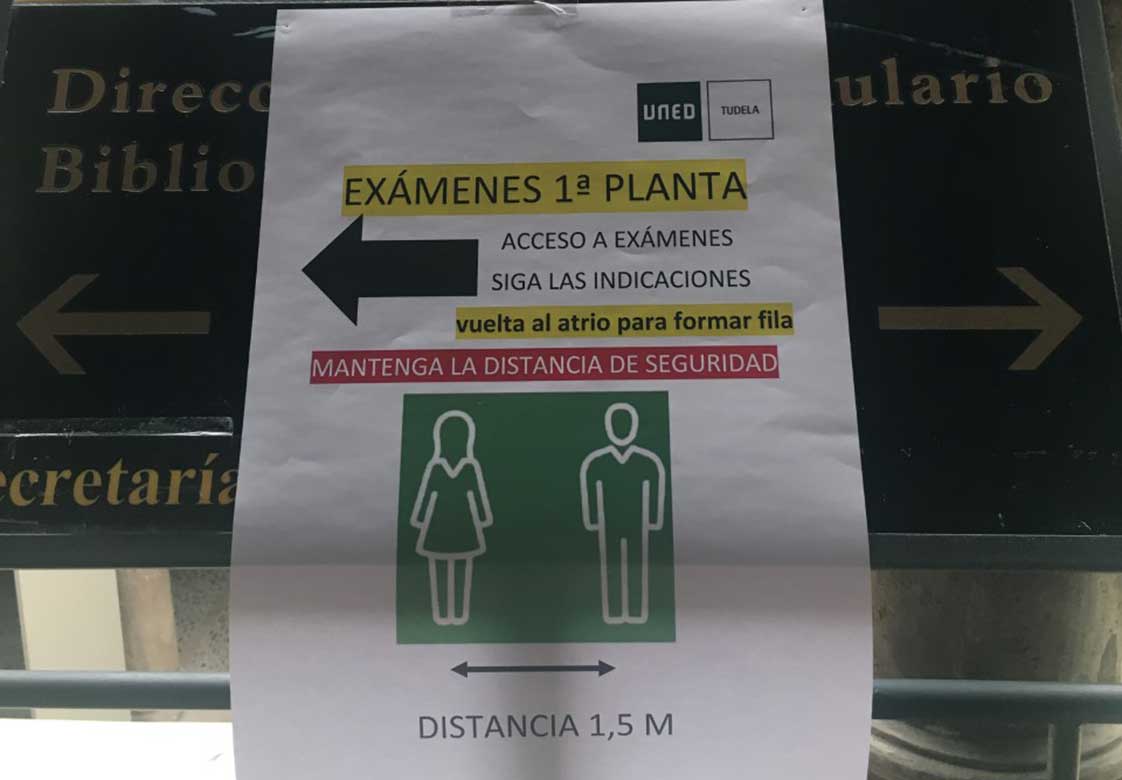 UNED TUDELA
EXÁMENES 1ª PLANTA
ACCESO A EXÁMENES
SIGA LAS INDICACIONES
vuelta al atrio para formar fila
MANTENGA LA DISTANCIA DE SEGURIDAD
DISTANCIA 1,5 M
Direcc
Biblio
ecretaría
ulario